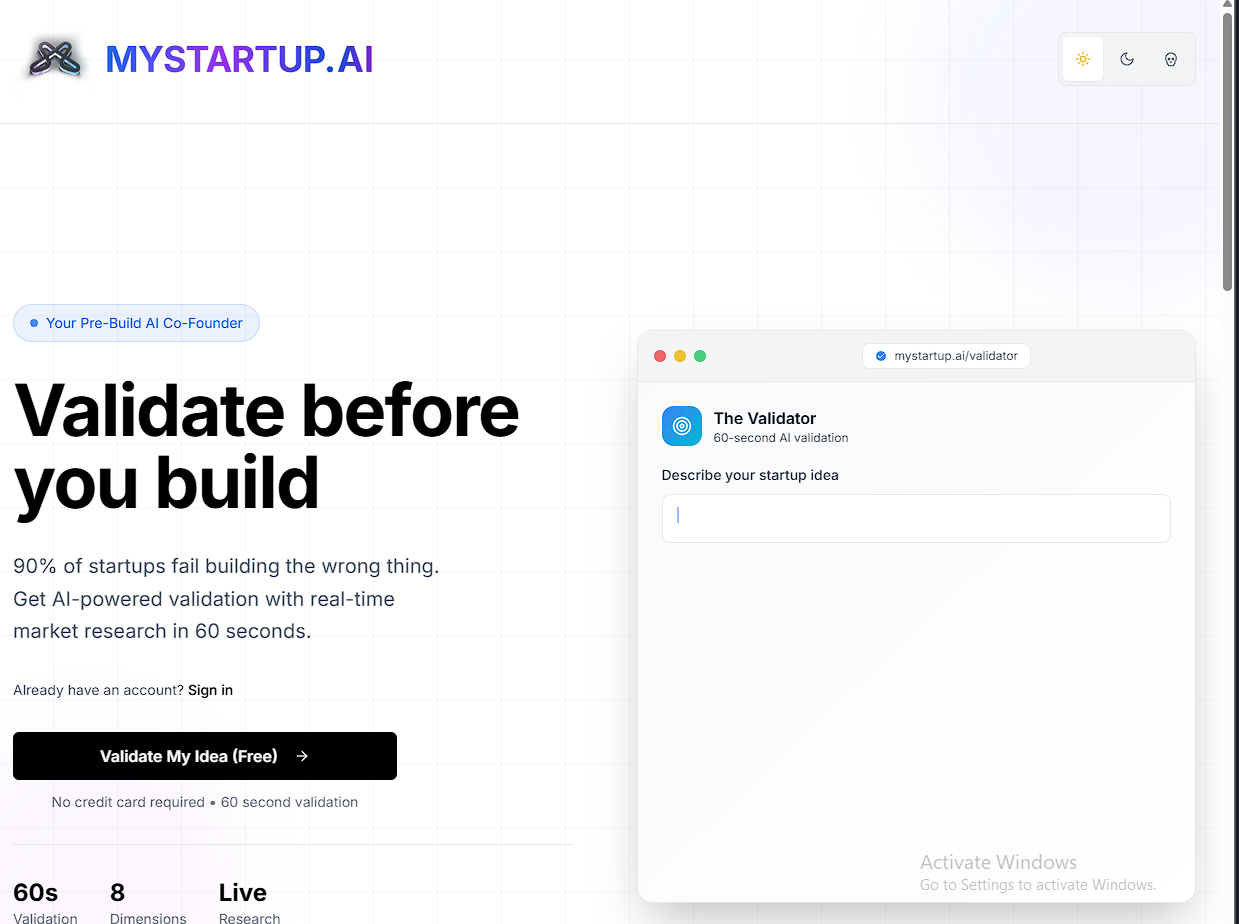 MYSTARTUP.AI
Your Pre-Build AI Co-Founder
Validate before
you build
90% of startups fail building the wrong thing.
Get AI-powered validation with real-time
market research in 60 seconds.
Already have an account? Sign in
Validate My Idea (Free) →
No credit card required • 60 second validation
60s
Validation
8
Dimensions
Live
Research
mystartup.ai/validator
The Validator
60-second AI validation
Describe your startup idea
Activate Windows
Go to Settings to activate Windows.